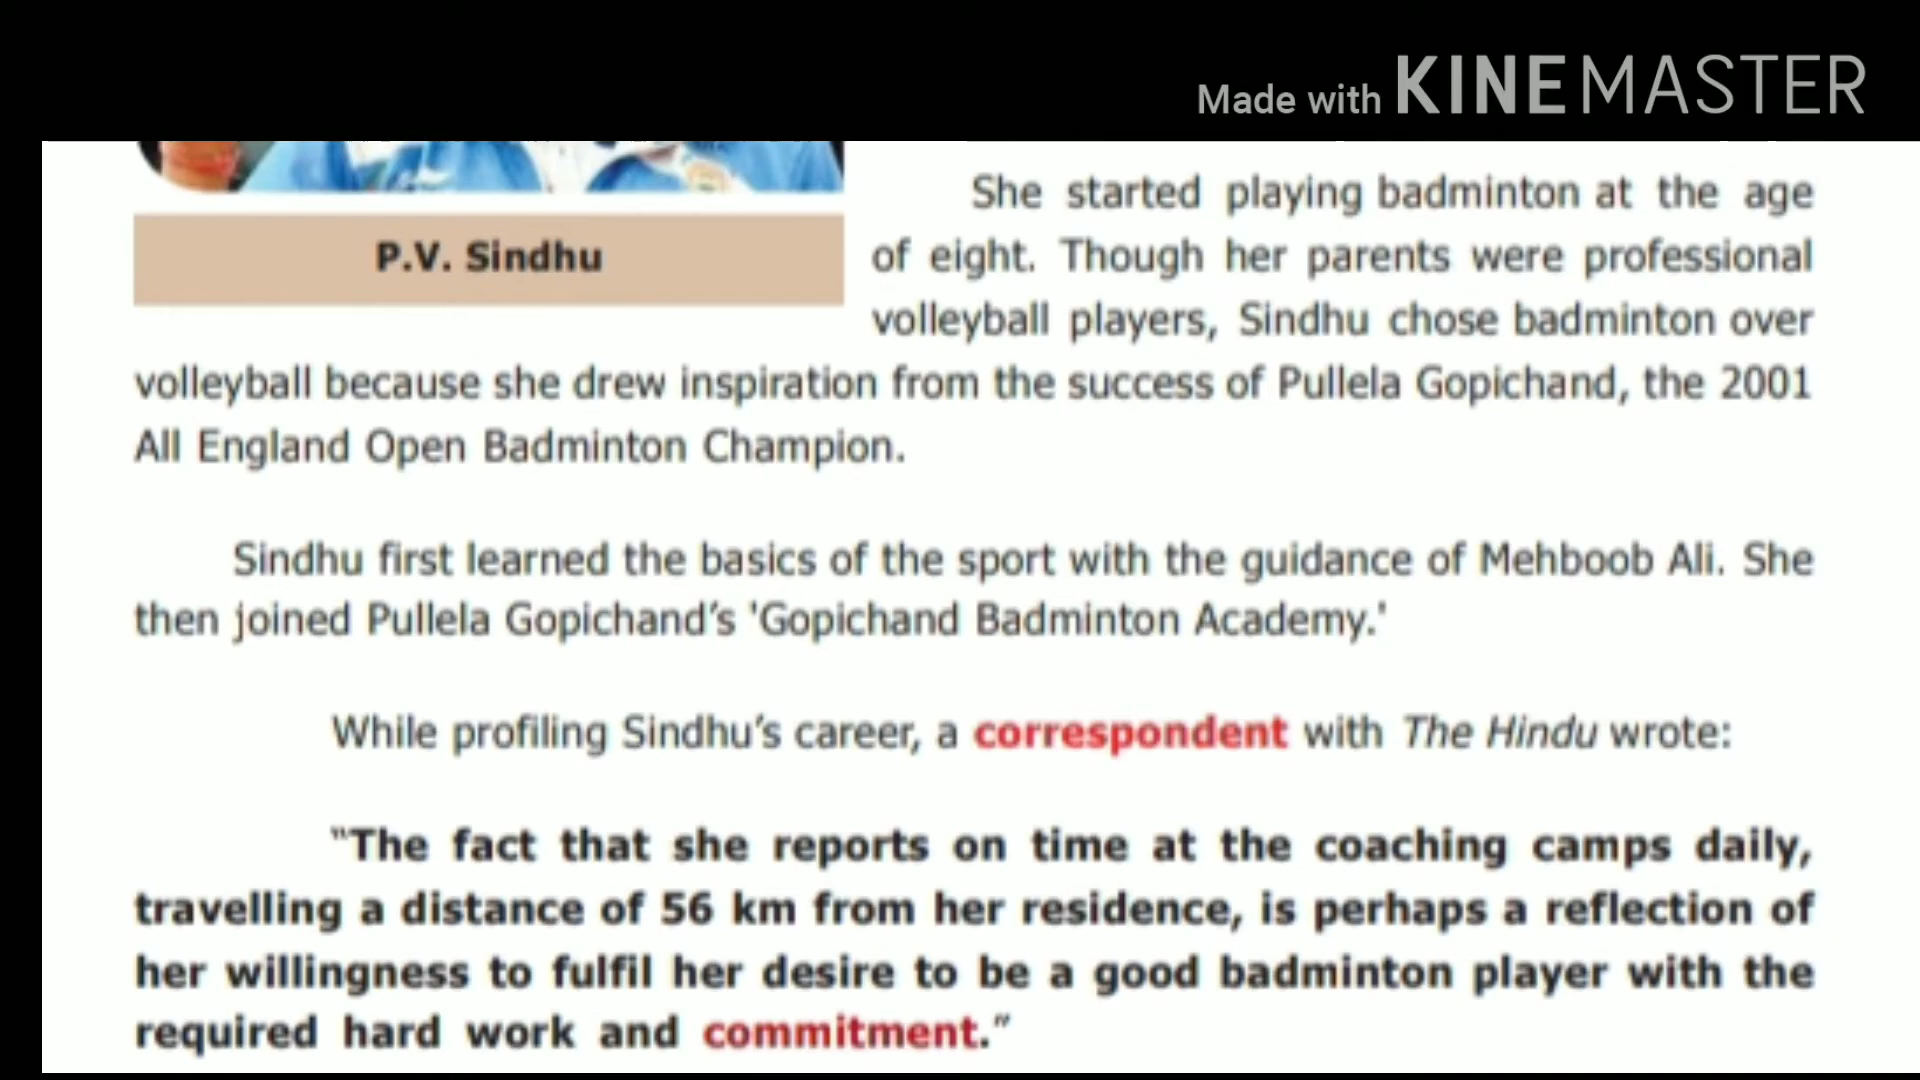 Made with KINEMASTER
She started playing badminton at the age
P.V. Sindhu
of eight. Though her parents were professional
volleyball players, Sindhu chose badminton over
volleyball because she drew inspiration from the success of Pullela Gopichand, the 2001
All England Open Badminton Champion.
Sindhu first learned the basics of the sport with the guidance of Mehboob Ali. She
then joined Pullela Gopichand’s 'Gopichand Badminton Academy.'
While profiling Sindhu’s career, a correspondent with The Hindu wrote:
"The fact that she reports on time at the coaching camps daily,
travelling a distance of 56 km from her residence, is perhaps a reflection of
her willingness to fulfil her desire to be a good badminton player with the
required hard work and commitment."